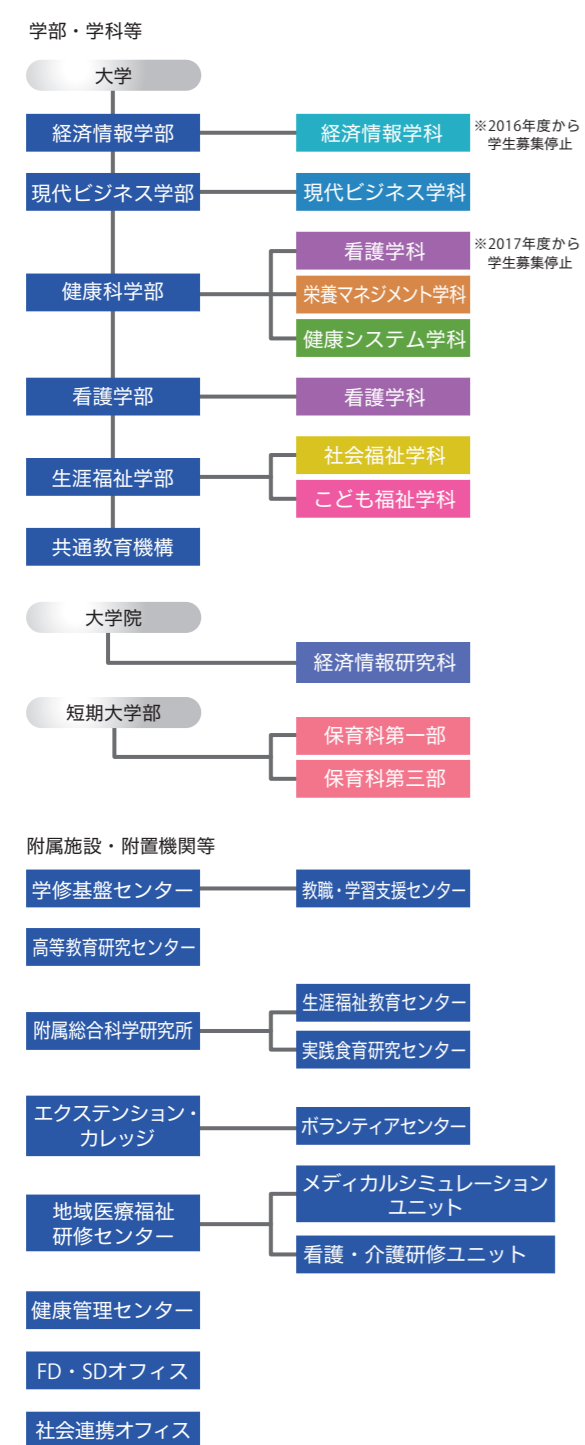 学部・学科等
大学
経済情報学部
経済情報学科
※2016年度から
学生募集停止
現代ビジネス学部
現代ビジネス学科
健康科学部
看護学科
※2017年度から
学生募集停止
栄養マネジメント学科
健康システム学科
看護学部
看護学科
生涯福祉学部
社会福祉学科
こども福祉学科
共通教育機構
大学院
経済情報研究科
短期大学部
保育科第一部
保育科第三部
附属施設・附置機関等
学修基盤センター
教職・学習支援センター
高等教育研究センター
附属総合科学研究所
生涯福祉教育センター
実践食育研究センター
エクステンション・
カレッジ
ボランティアセンター
地域医療福祉
研修センター
メディカルシミュレーション
ユニット
看護・介護研修ユニット
健康管理センター
FD・SDオフィス
社会連携オフィス